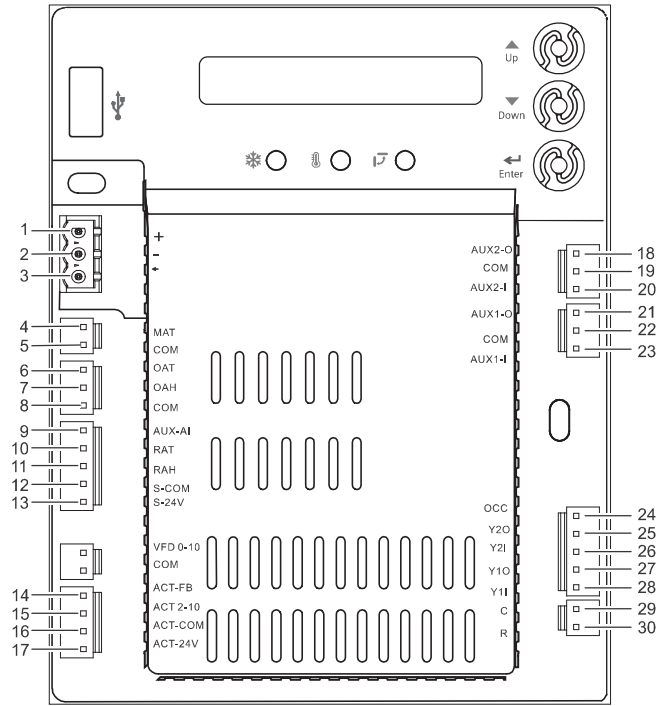 Up
Down
Enter
1
2
3
4
5
6
7
8
9
10
11
12
13
14
15
16
17
+
-
MAT
COM
OAT
OAH
COM
AUX-AI
RAT
RAH
S-COM
S-24V
VFD 0-10
COM
ACT-FB
ACT 2-10
ACT-COM
ACT-24V
AUX2-O
COM
AUX2-I
AUX1-O
COM
AUX1-I
OCC
Y2O
Y2I
Y1O
Y1I
C
R
18
19
20
21
22
23
24
25
26
27
28
29
30